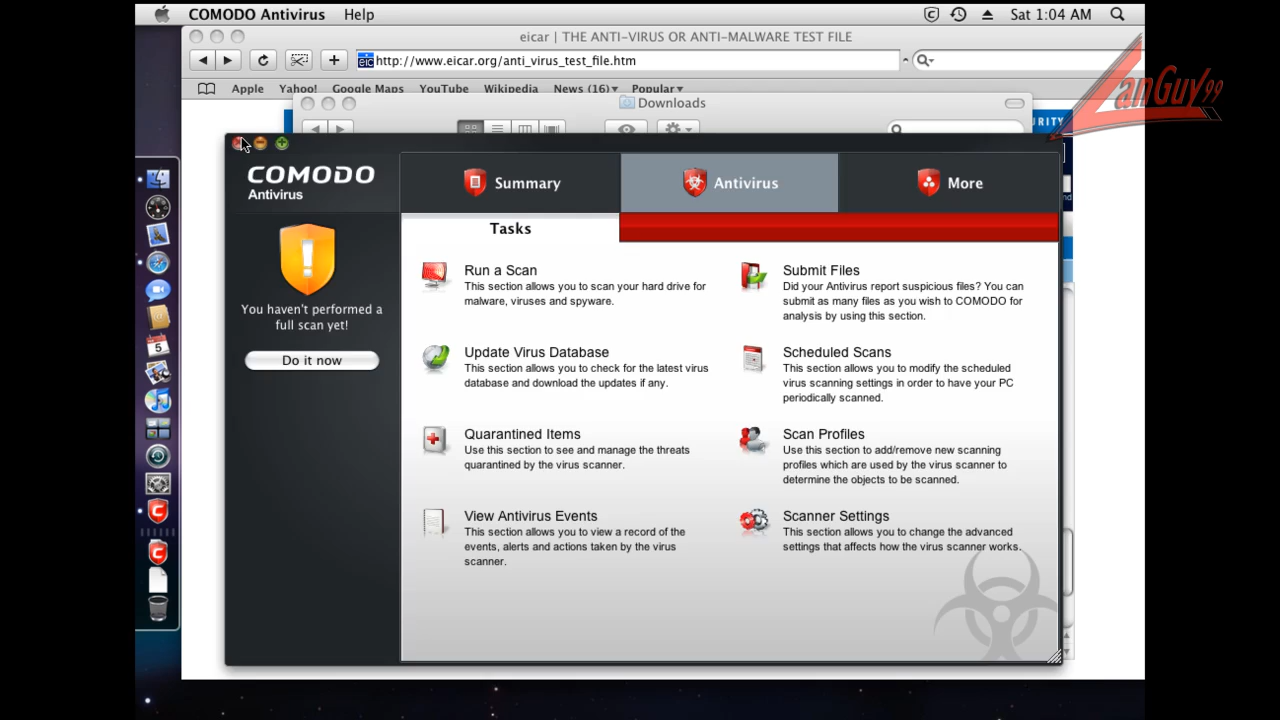 COMODO Antivirus Help
Sat 1:04 AM
eicar | THE ANTI-VIRUS OR ANTI-MALWARE TEST FILE
http://www.eicar.org/anti_virus_test_file.htm
Apple Yahoo! Google Maps YouTube Wikipedia News (16) Popular
Downloads
anGuy99
URITY
COMODO
Antivirus
Summary
Antivirus
More
Tasks
You haven't performed a
full scan yet!
Do it now
Run a Scan
This section allows you to scan your hard drive for
malware, viruses and spyware.
Submit Files
Did your Antivirus report suspicious files? You can
submit as many files as you wish to COMODO for
analysis by using this section.
Update Virus Database
This section allows you to check for the latest virus
database and download the updates if any.
Scheduled Scans
This section allows you to modify the scheduled
virus scanning settings in order to have your PC
periodically scanned.
Quarantined Items
Use this section to see and manage the threats
quarantined by the virus scanner.
Scan Profiles
Use this section to add/remove new scanning
profiles which are used by the virus scanner to
determine the objects to be scanned.
View Antivirus Events
This section allows you to view a record of the
events, alerts and actions taken by the virus
scanner.
Scanner Settings
This section allows you to change the advanced
settings that affects how the virus scanner works.